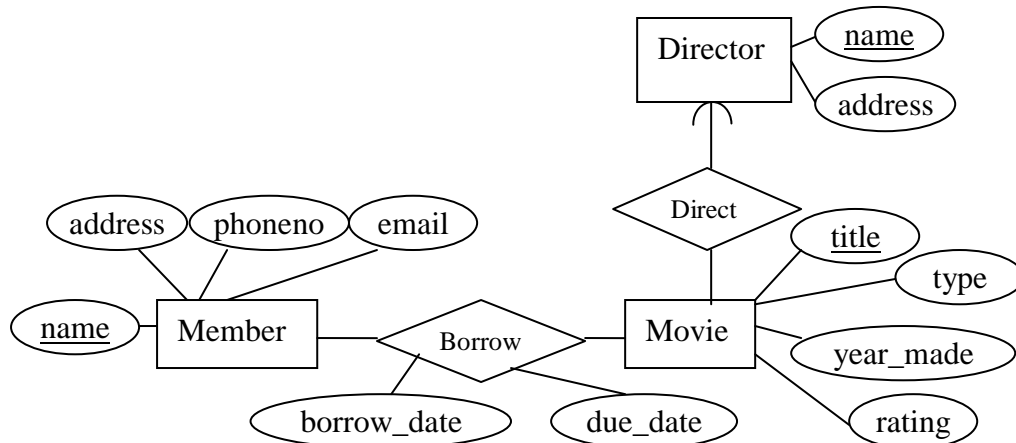 Director
name
address
Direct
address
phoneno
email
title
type
name
Member
Borrow
Movie
year_made
borrow_date
due_date
rating